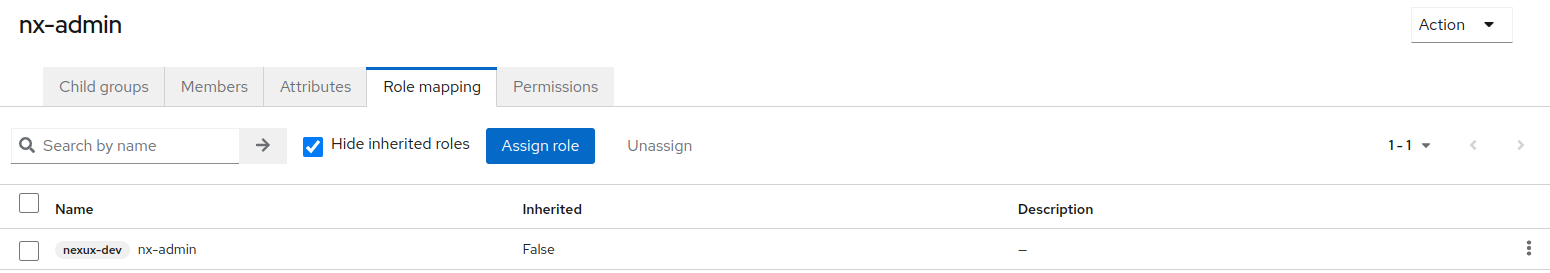 nx-admin
Action
Child groups Members Attributes Role mapping Permissions
Search by name Hide inherited roles Assign role Unassign 1 - 1
Name Inherited Description
nexux-dev nx-admin False –